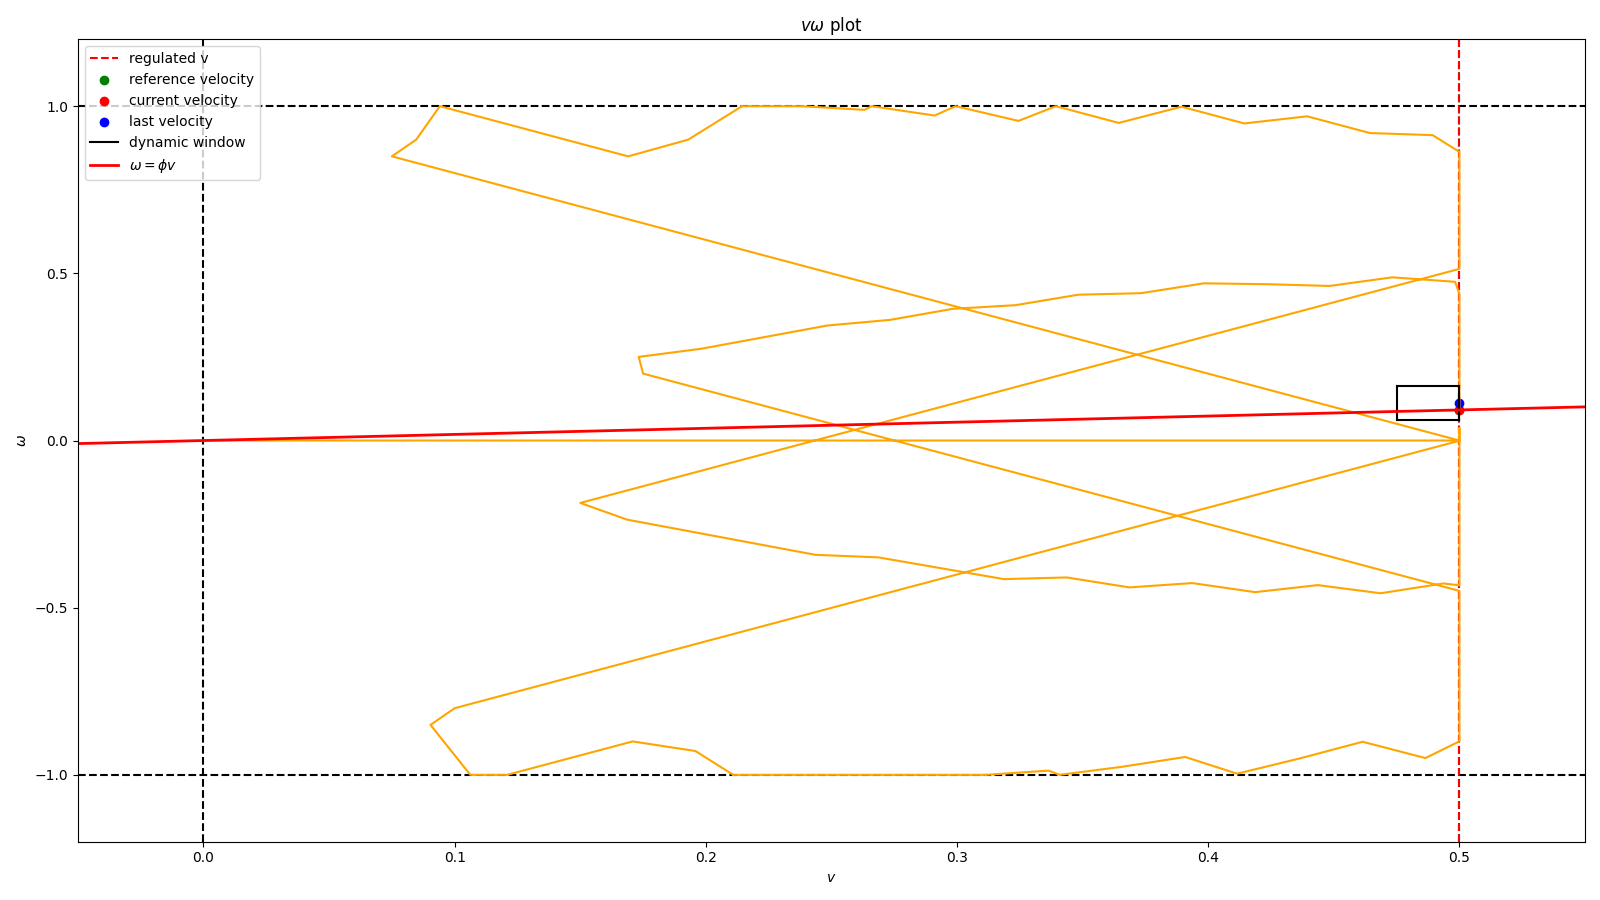 vω plot
regulated v
reference velocity
current velocity
last velocity
dynamic window
ω = ϕv
1.0
0.5
0.0
−0.5
−1.0
ω
0.0 0.1 0.2 0.3 0.4 0.5
v